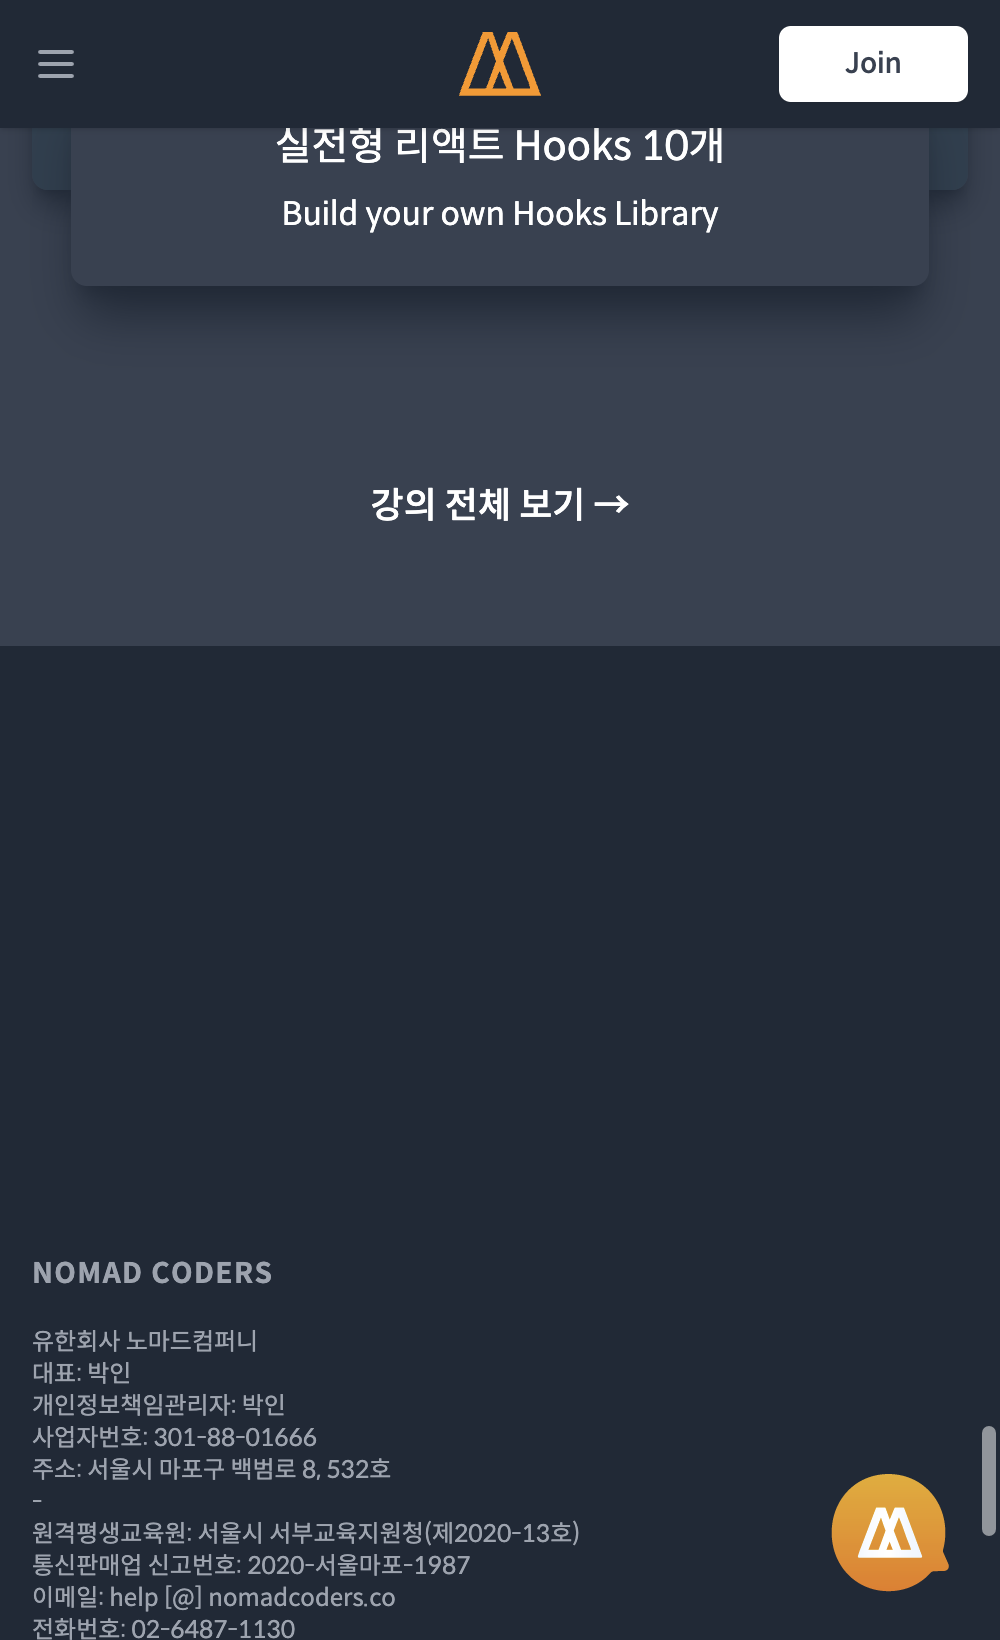 Join
실전형 리액트 Hooks 10개
Build your own Hooks Library
강의 전체 보기 →
NOMAD CODERS
유한회사 노마드컴퍼니
대표: 박인
개인정보책임관리자: 박인
사업자번호: 301-88-01666
주소: 서울시 마포구 백범로 8, 532호
-
원격평생교육원: 서울시 서부교육지원청(제2020-13호)
통신판매업 신고번호: 2020-서울마포-1987
이메일: help [@] nomadcoders.co
전화번호: 02-6487-1130